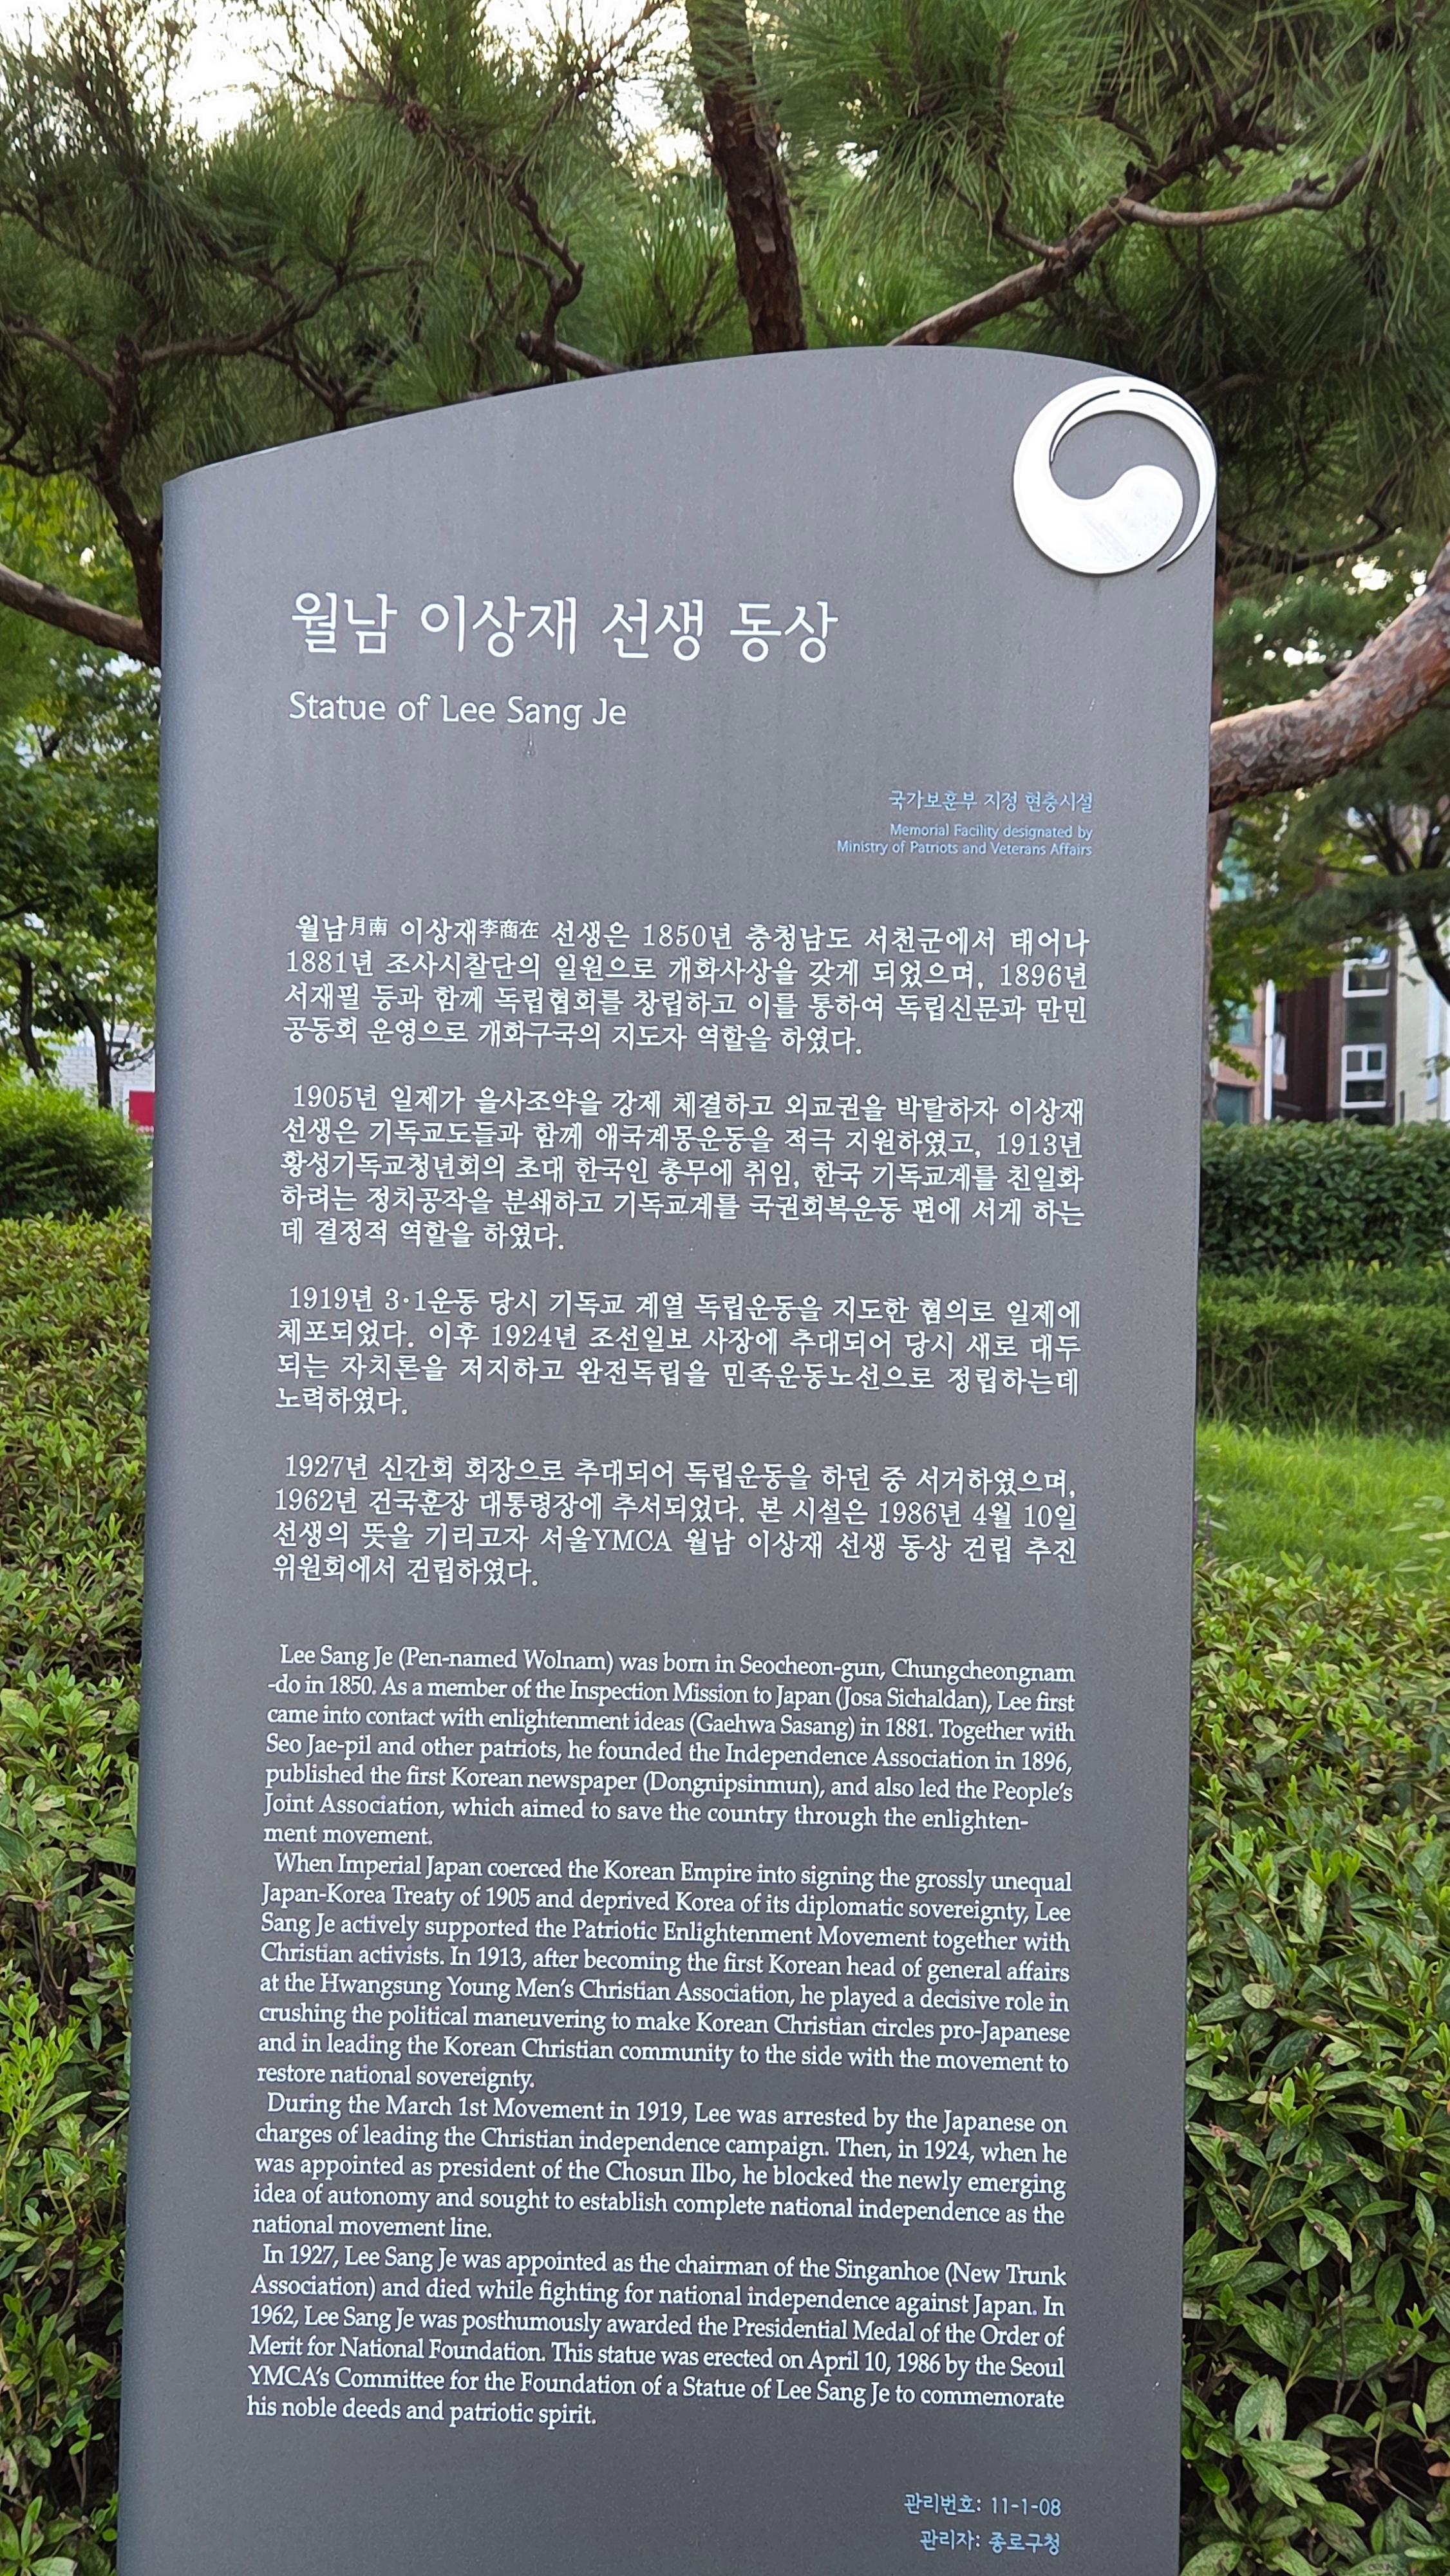 월남 이상재 선생 동상
Statue of Lee Sang Je
국가보훈부 지정 현충시설
Memorial Facility designated by
Ministry of Patriots and Veterans Affairs
월남月南 이상재李商在 선생은 1850년 충청남도 서천군에서 태어나
1881년 조사시찰단의 일원으로 개화사상을 갖게 되었으며, 1896년
서재필 등과 함께 독립협회를 창립하고 이를 통하여 독립신문과 만민
공동회 운영으로 개화구국의 지도자 역할을 하였다.
1905년 일제가 을사조약을 강제 체결하고 외교권을 박탈하자 이상재
선생은 기독교도들과 함께 애국계몽운동을 적극 지원하였고, 1913년
황성기독교청년회의 초대 한국인 총무에 취임, 한국 기독교계를 친일화
하려는 정치공작을 분쇄하고 기독교계를 국권회복운동 편에 서게 하는
데 결정적 역할을 하였다.
1919년 3·1운동 당시 기독교 계열 독립운동을 지도한 혐의로 일제에
체포되었다. 이후 1924년 조선일보 사장에 추대되어 당시 새로 대두
되는 자치론을 저지하고 완전독립을 민족운동노선으로 정립하는데
노력하였다.
1927년 신간회 회장으로 추대되어 독립운동을 하던 중 서거하였으며,
1962년 건국훈장 대통령장에 추서되었다. 본 시설은 1986년 4월 10일
선생의 뜻을 기리고자 서울YMCA 월남 이상재 선생 동상 건립 추진
위원회에서 건립하였다.
Lee Sang Je (Pen-named Wolnam) was born in Seocheon-gun, Chungcheongnam
-do in 1850. As a member of the Inspection Mission to Japan (Josa Sichaldan), Lee first
came into contact with enlightenment ideas (Gaehwa Sasang) in 1881. Together with
Seo Jae-pil and other patriots, he founded the Independence Association in 1896,
published the first Korean newspaper (Dongnipsinmun), and also led the People's
Joint Association, which aimed to save the country through the enlighten-
ment movement.
When Imperial Japan coerced the Korean Empire into signing the grossly unequal
Japan-Korea Treaty of 1905 and deprived Korea of its diplomatic sovereignty, Lee
Sang Je actively supported the Patriotic Enlightenment Movement together with
Christian activists. In 1913, after becoming the first Korean head of general affairs
at the Hwangsung Young Men's Christian Association, he played a decisive role in
crushing the political maneuvering to make Korean Christian circles pro-Japanese
and in leading the Korean Christian community to the side with the movement to
restore national sovereignty.
During the March 1st Movement in 1919, Lee was arrested by the Japanese on
charges of leading the Christian independence campaign. Then, in 1924, when he
was appointed as president of the Chosun Ilbo, he blocked the newly emerging
idea of autonomy and sought to establish complete national independence as the
national movement line.
In 1927, Lee Sang Je was appointed as the chairman of the Singanhoe (New Trunk
Association) and died while fighting for national independence against Japan. In
1962, Lee Sang Je was posthumously awarded the Presidential Medal of the Order of
Merit for National Foundation. This statue was erected on April 10, 1986 by the Seoul
YMCA's Committee for the Foundation of a Statue of Lee Sang Je to commemorate
his noble deeds and patriotic spirit.
관리번호: 11-1-08
관리자: 종로구청